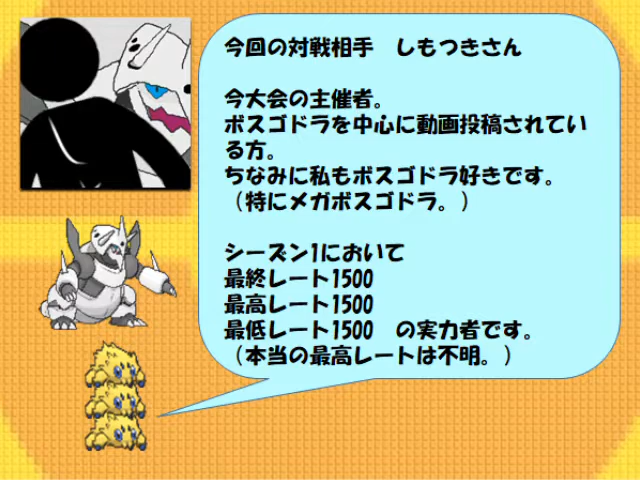 今回の対戦相手　しもつきさん
今大会の主催者。
ボスゴドラを中心に動画投稿されてい
る方。
ちなみに私もボスゴドラ好きです。
（特にメガボスゴドラ。）
シーズン1において
最終レート1500
最高レート1500
最低レート1500　の実力者です。
（本当の最高レートは不明。）